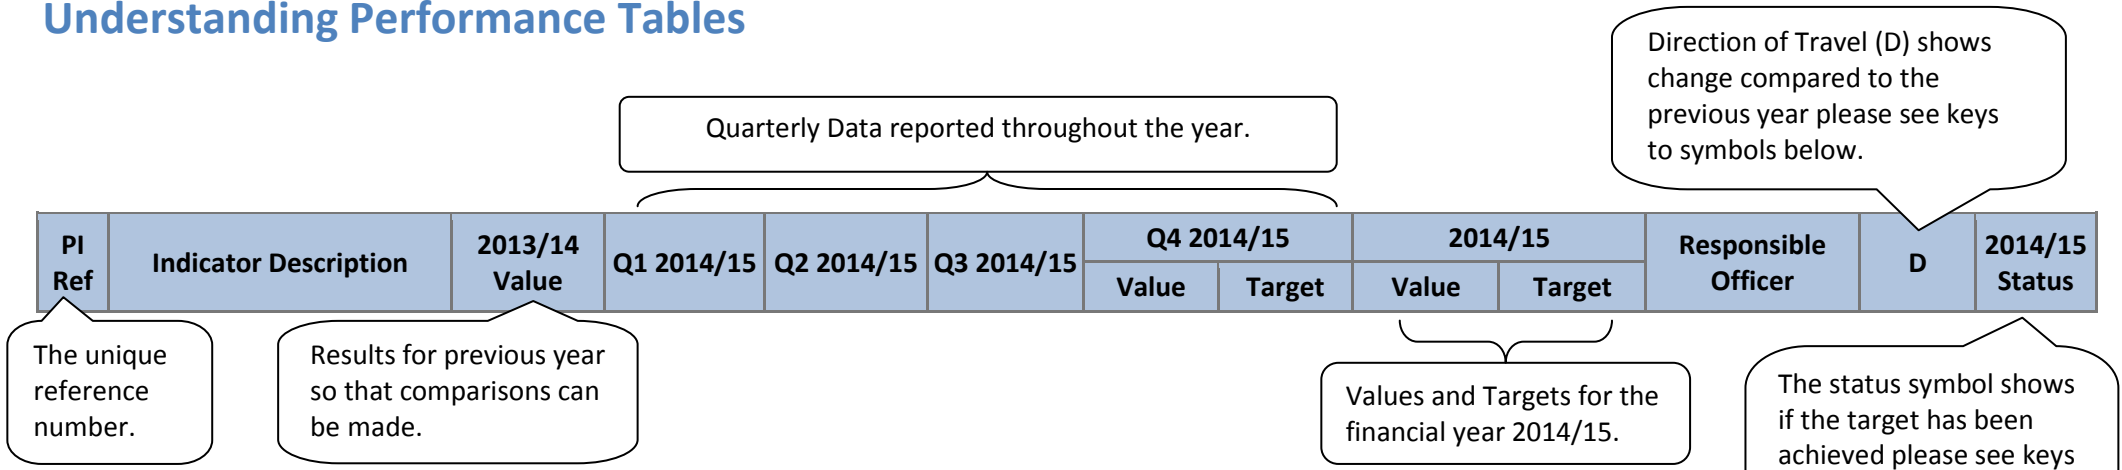 Understanding Performance Tables
Direction of Travel (D) shows
change compared to the
previous year please see keys
to symbols below.
Quarterly Data reported throughout the year.
PI
Ref
Indicator Description
2013/14
Value
Q1 2014/15
Q2 2014/15
Q3 2014/15
Q4 2014/15
Value
Target
2014/15
Value
Target
Responsible
Officer
D
2014/15
Status
The unique
reference
number.
Results for previous year
so that comparisons can
be made.
Values and Targets for the
financial year 2014/15.
The status symbol shows
if the target has been
achieved please see keys